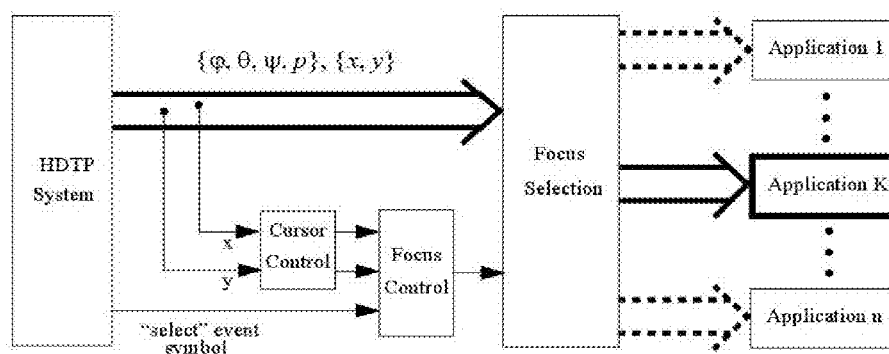 {φ, θ, ψ, p}, {x, y}
HDTP
System
x
y
Cursor
Control
Focus
Control
"select" event
symbol
Focus
Selection
Application 1
Application K
Application n